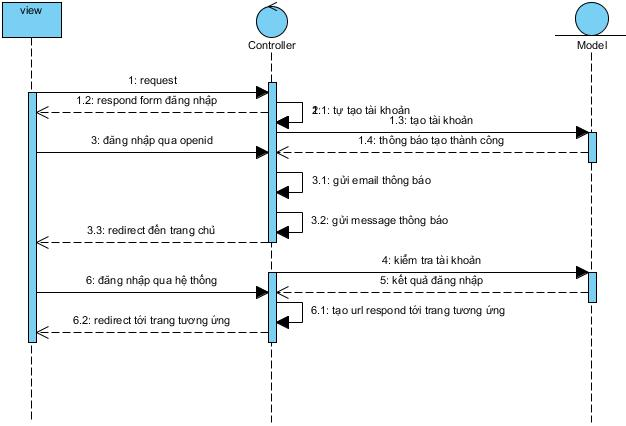 view
Controller
Model
1: request
1.2: respond form đăng nhập
1.1: tự tạo tài khoản
1.3: tạo tài khoản
3: đăng nhập qua openid
1.4: thông báo tạo thành công
3.1: gửi email thông báo
3.2: gửi message thông báo
3.3: redirect đến trang chủ
4: kiểm tra tài khoản
6: đăng nhập qua hệ thống
5: kết quả đăng nhập
6.1: tạo url respond tới trang tương ứng
6.2: redirect tới trang tương ứng